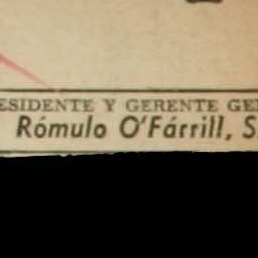 ESIDENTE Y GERENTE GE
Rómulo O'Fárrill, S